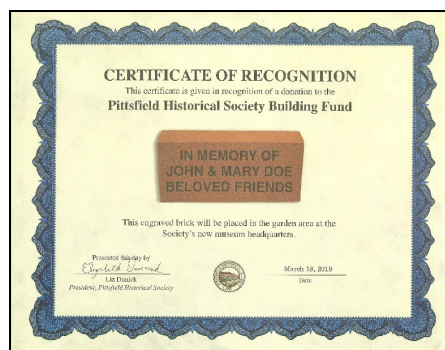 CERTIFICATE OF RECOGNITION
This certificate is given in recognition of a donation to the
Pittsfield Historical Society Building Fund
IN MEMORY OF
JOHN & MARY DOE
BELOVED FRIENDS
This engraved brick will be placed in the garden area at the
Society's new museum headquarters.
Presented this day by
March 18, 2019
Liz Dimick
Date
President, Pittsfield Historical Society